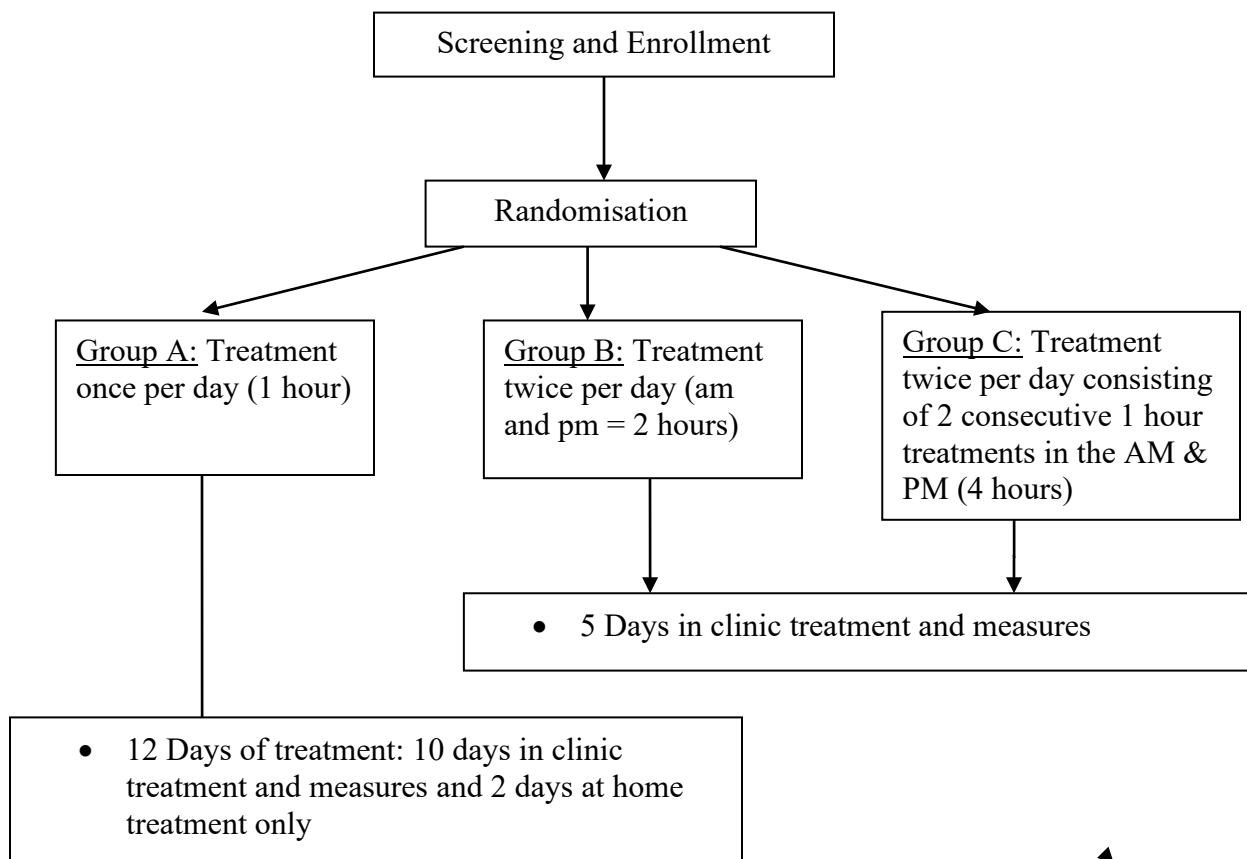 Screening and Enrollment
Randomisation
Group A: Treatment
once per day (1 hour)
Group B: Treatment
twice per day (am
and pm = 2 hours)
Group C: Treatment
twice per day consisting
of 2 consecutive 1 hour
treatments in the AM &
PM (4 hours)
• 5 Days in clinic treatment and measures
• 12 Days of treatment: 10 days in clinic
treatment and measures and 2 days at home
treatment only